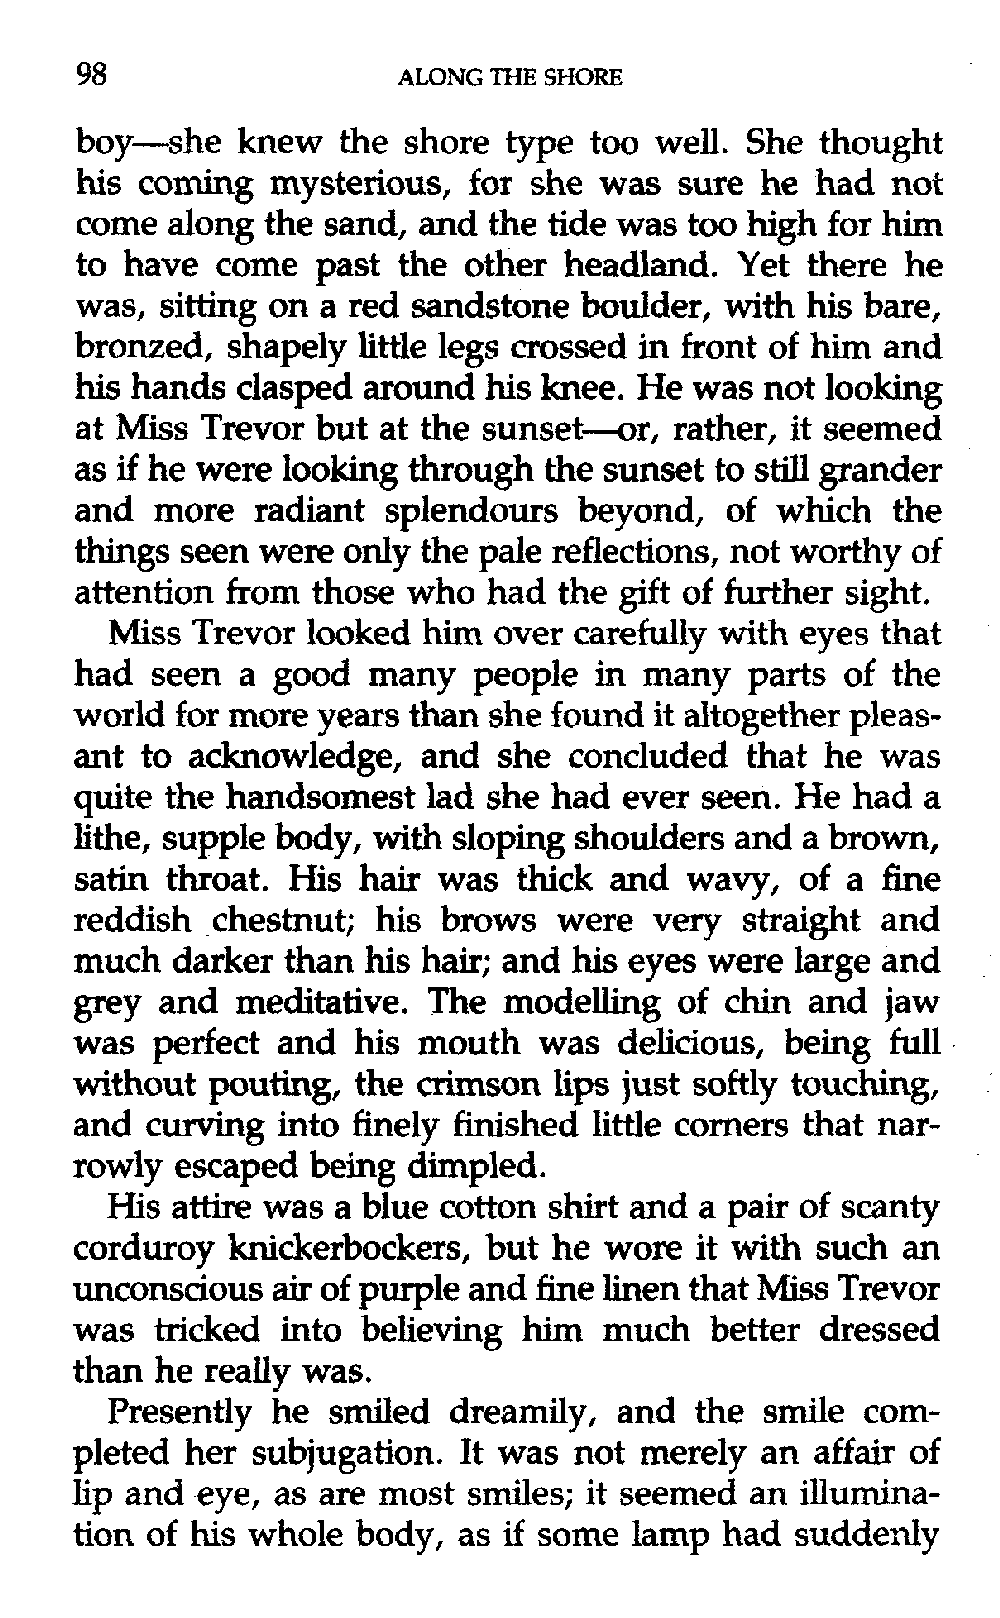 98 ALONG THE SHORE
boy—she knew the shore type too well. She thought
his coming mysterious, for she was sure he had not
come along the sand, and the tide was too high for him
to have come past the other headland. Yet there he
was, sitting on a red sandstone boulder, with his bare,
bronzed, shapely little legs crossed in front of him and
his hands clasped around his knee. He was not looking
at Miss Trevor but at the sunset—or, rather, it seemed
as if he were looking through the sunset to still grander
and more radiant splendours beyond, of which the
things seen were only the pale reflections, not worthy of
attention from those who had the gift of further sight.
Miss Trevor looked him over carefully with eyes that
had seen a good many people in many parts of the
world for more years than she found it altogether pleas-
ant to acknowledge, and she concluded that he was
quite the handsomest lad she had ever seen. He had a
lithe, supple body, with sloping shoulders and a brown,
satin throat. His hair was thick and wavy, of a fine
reddish chestnut; his brows were very straight and
much darker than his hair; and his eyes were large and
grey and meditative. The modelling of chin and jaw
was perfect and his mouth was delicious, being full
without pouting, the crimson lips just softly touching,
and curving into finely finished little corners that nar-
rowly escaped being dimpled.
His attire was a blue cotton shirt and a pair of scanty
corduroy knickerbockers, but he wore it with such an
unconscious air of purple and fine linen that Miss Trevor
was tricked into believing him much better dressed
than he really was.
Presently he smiled dreamily, and the smile com-
pleted her subjugation. It was not merely an affair of
lip and eye, as are most smiles; it seemed an illumina-
tion of his whole body, as if some lamp had suddenly